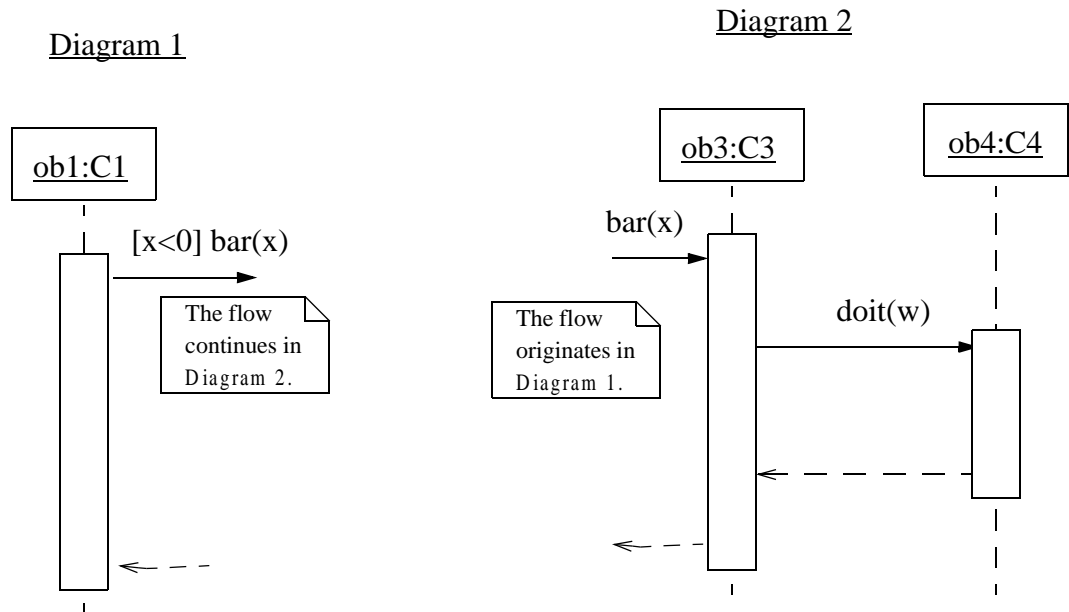 Diagram 1
ob1:C1
[x<0] bar(x)
The flow
continues in
Diagram 2.
Diagram 2
ob3:C3
ob4:C4
bar(x)
The flow
originates in
Diagram 1.
doit(w)